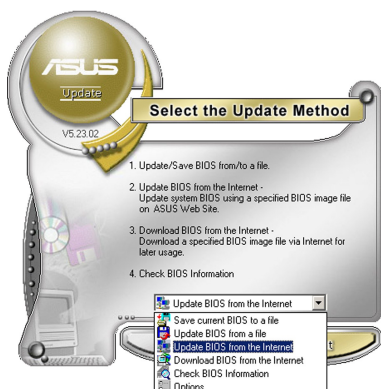 ASUS
Update
V5.23.02
Select the Update Method
1. Update/Save BIOS from/to a file.
2. Update BIOS from the Internet -
Update system BIOS using a specified BIOS image file
on ASUS Web Site.
3. Download BIOS from the Internet -
Download a specified BIOS image file via Internet for
later usage.
4. Check BIOS Information
Update BIOS from the Internet
Save current BIOS to a file
Update BIOS from a file
Update BIOS from the Internet
Download BIOS from the Internet
Check BIOS Information
Options